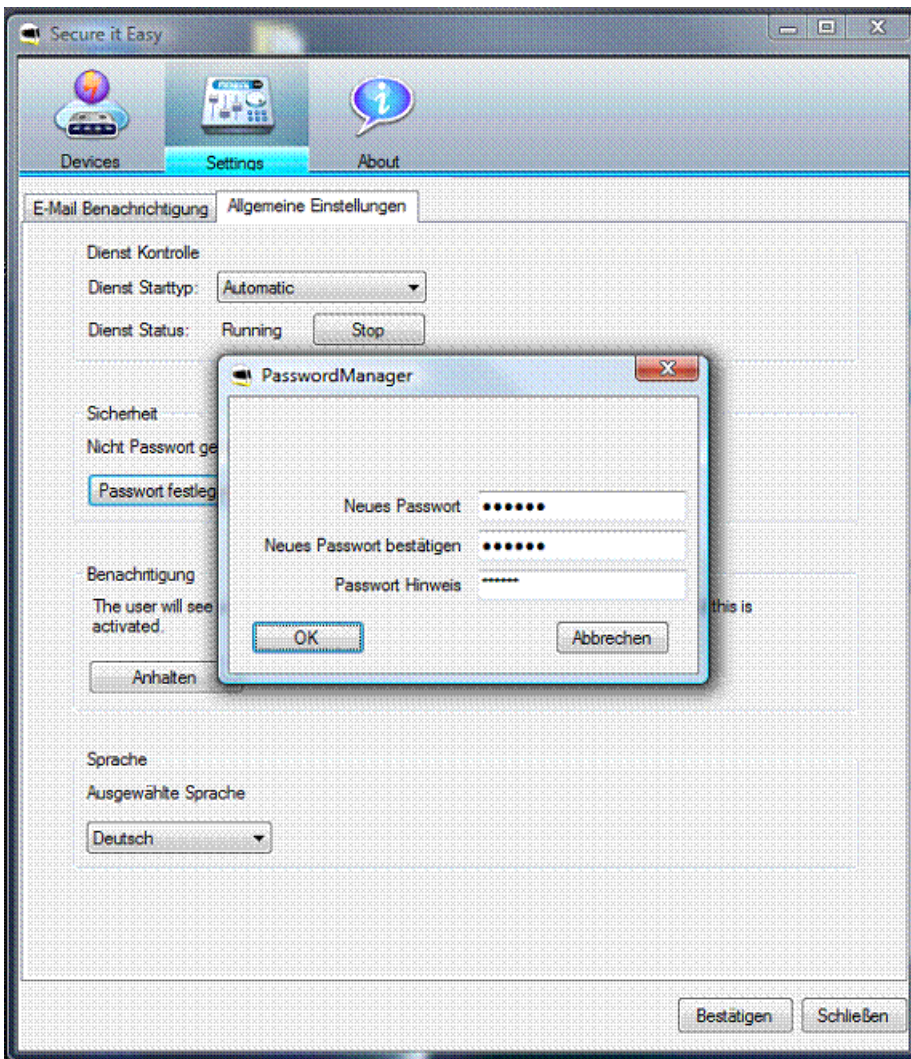 Secure it Easy
Devices Settings About
E-Mail Benachrichtigung Allgemeine Einstellungen
Dienst Kontrolle
Dienst Starttyp: Automatic
Dienst Status: Running Stop
PasswordManager
Sicherheit
Nicht Passwort ge
Passwort festleg
Neues Passwort ●●●●●●
Neues Passwort bestätigen ●●●●●●
Passwort Hinweis ******
OK Abbrechen
Benachritigung
The user will see this is
activated.
Anhalten
Sprache
Ausgewählte Sprache
Deutsch
Bestätigen Schließen